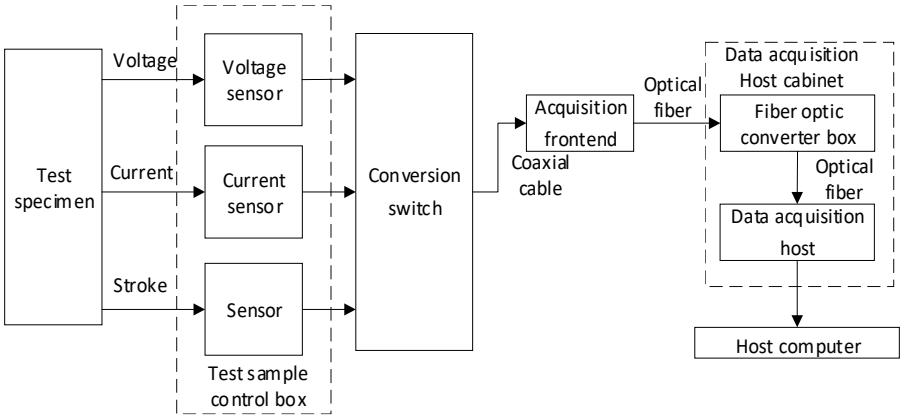 Test
specimen
Voltage
Current
Stroke
Voltage
sensor
Current
sensor
Sensor
Test sample
control box
Conversion
switch
Coaxial
cable
Acquisition
frontend
Optical
fiber
Data acquisition
Host cabinet
Fiber optic
converter box
Optical
fiber
Data acquisition
host
Host computer